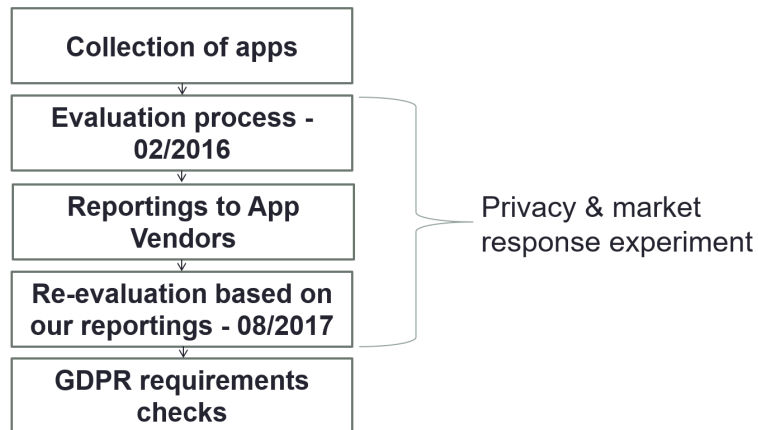 Collection of apps
Evaluation process -
02/2016
Reportings to App
Vendors
Re-evaluation based on
our reportings - 08/2017
GDPR requirements
checks
Privacy & market
response experiment